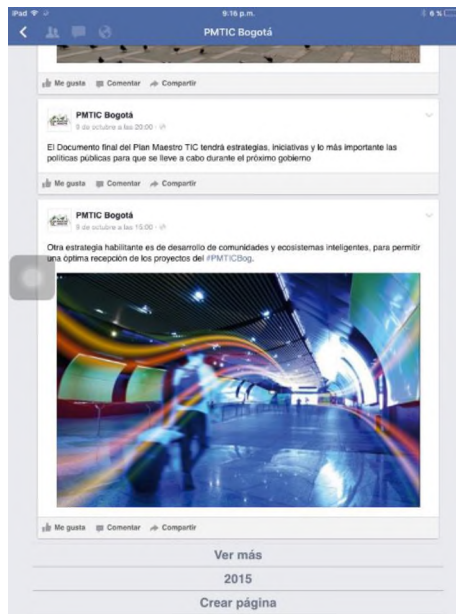 iPad
9:16 p.m.
6 %
PMTIC Bogotá
Me gusta Comentar Compartir
PMTIC Bogotá
9 de octubre a las 20:00
El Documento final del Plan Maestro TIC tendrá estrategias, iniciativas y lo más importante las
políticas públicas para que se lleve a cabo durante el próximo gobierno
Me gusta Comentar Compartir
PMTIC Bogotá
9 de octubre a las 15:00
Otra estrategia habilitante es de desarrollo de comunidades y ecosistemas inteligentes, para permitir
una óptima recepción de los proyectos del #PMTICBog.
Me gusta Comentar Compartir
Ver más
2015
Crear página